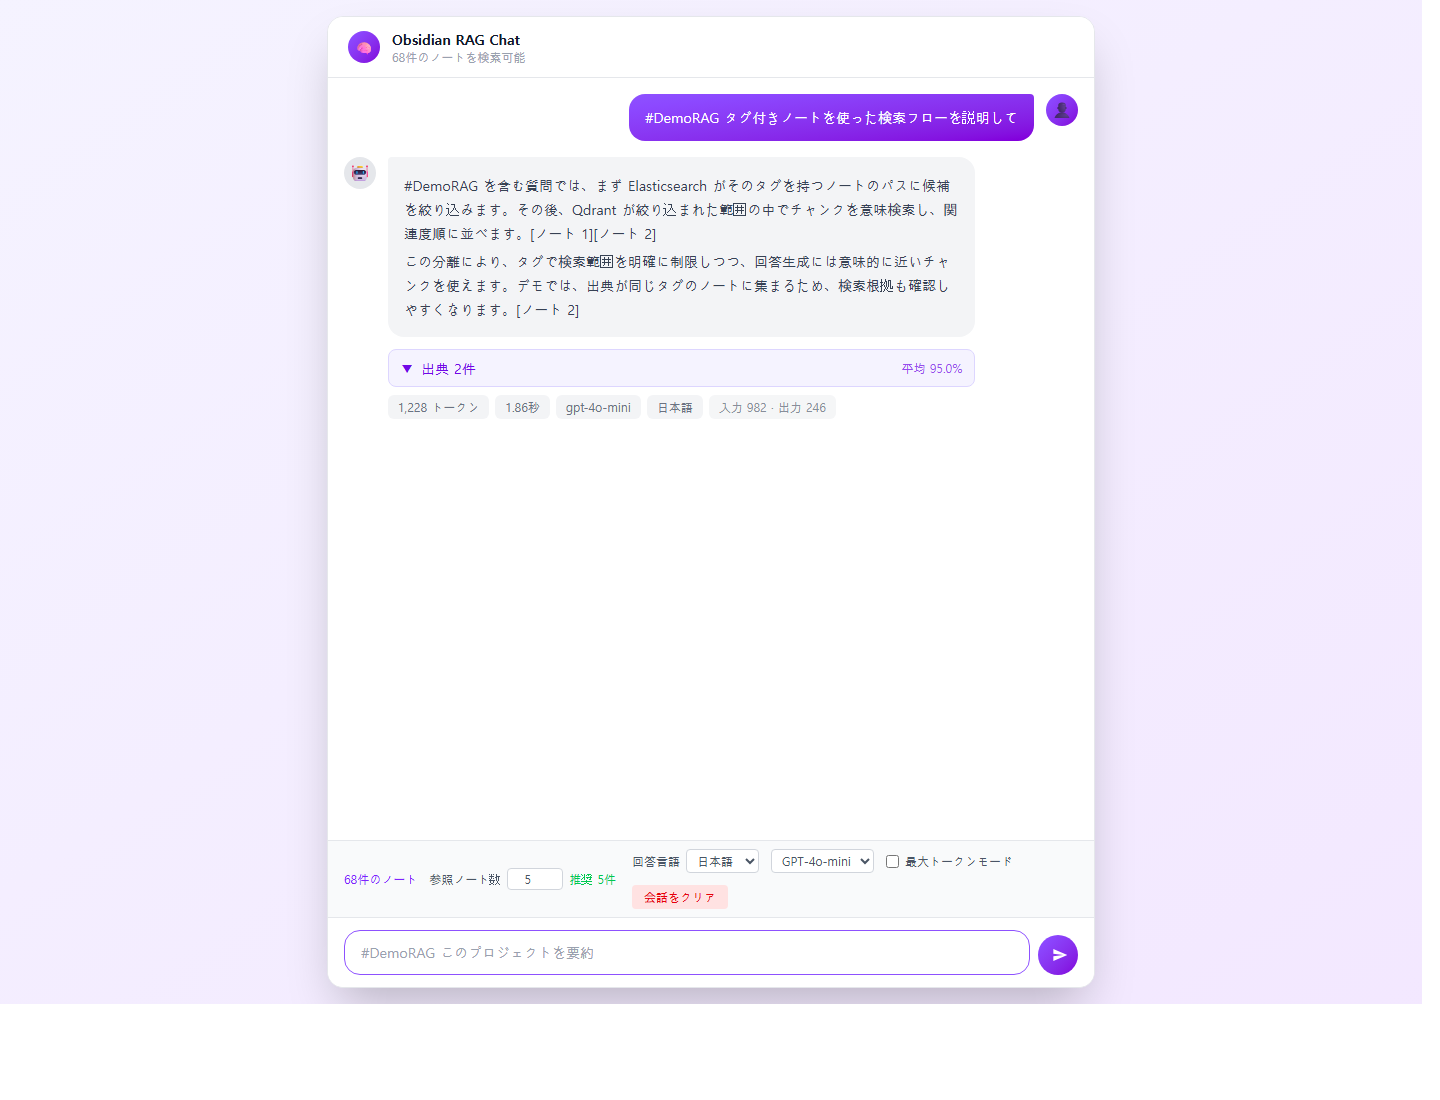 Obsidian RAG Chat
68件のノートを検索可能
#DemoRAG タグ付きノートを使った検索フローを説明して
#DemoRAG を含む質問では、まず Elasticsearch がそのタグを持つノートのパスに候補
を絞り込みます。その後、Qdrant が絞り込まれた範囲の中でチャンクを意味検索し、関
連度順に並べます。[ノート 1][ノート 2]
この分離により、タグで検索範囲を明確に制限しつつ、回答生成には意味的に近いチャ
ンクを使えます。デモでは、出典が同じタグのノートに集まるため、検索根拠も確認し
やすくなります。[ノート 2]
▼ 出典 2件 平均 95.0%
1,228 トークン 1.86秒 gpt-4o-mini 日本語 入力 982 · 出力 246
68件のノート 参照ノート数 5 推奨 5件 回答言語 日本語 GPT-4o-mini 最大トークンモード
会話をクリア
#DemoRAG このプロジェクトを要約